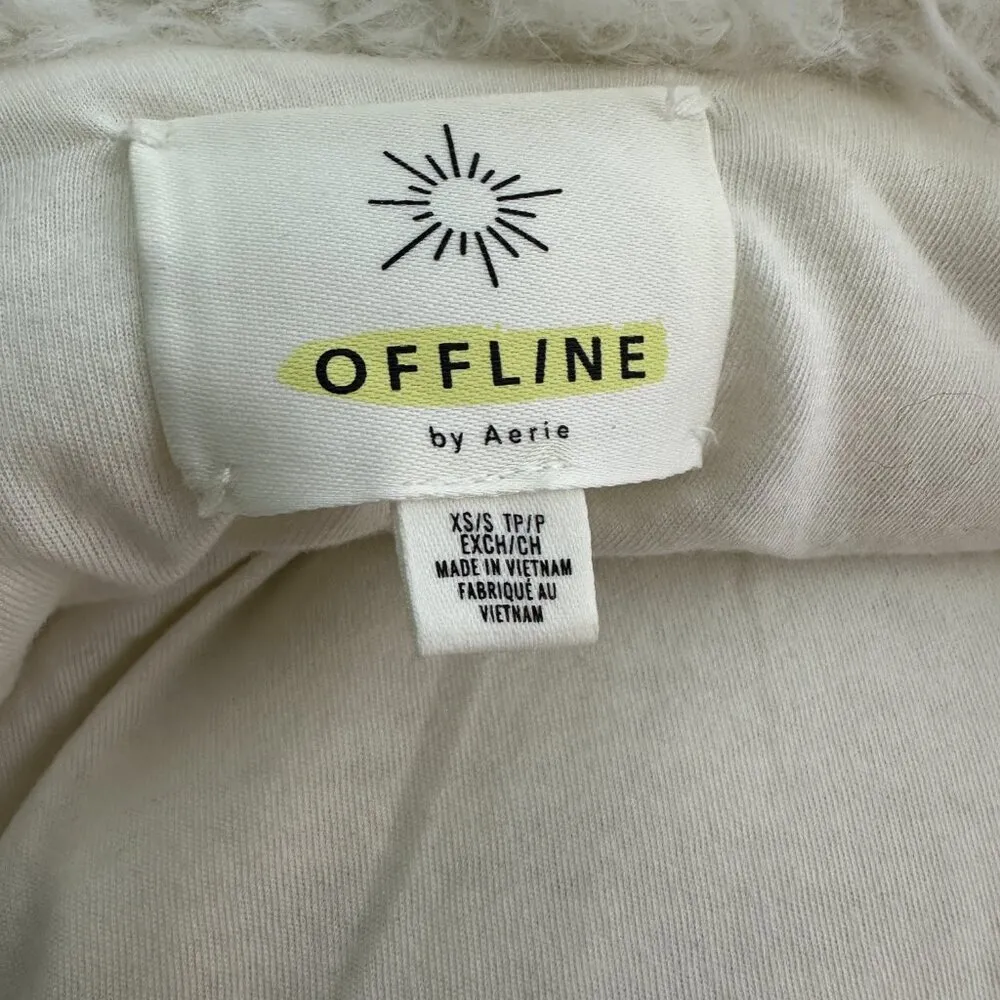 OFFLINE
by Aerie
XS/S TP/P
EXCH/CH
MADE IN VIETNAM
FABRIQUÉ AU
VIETNAM